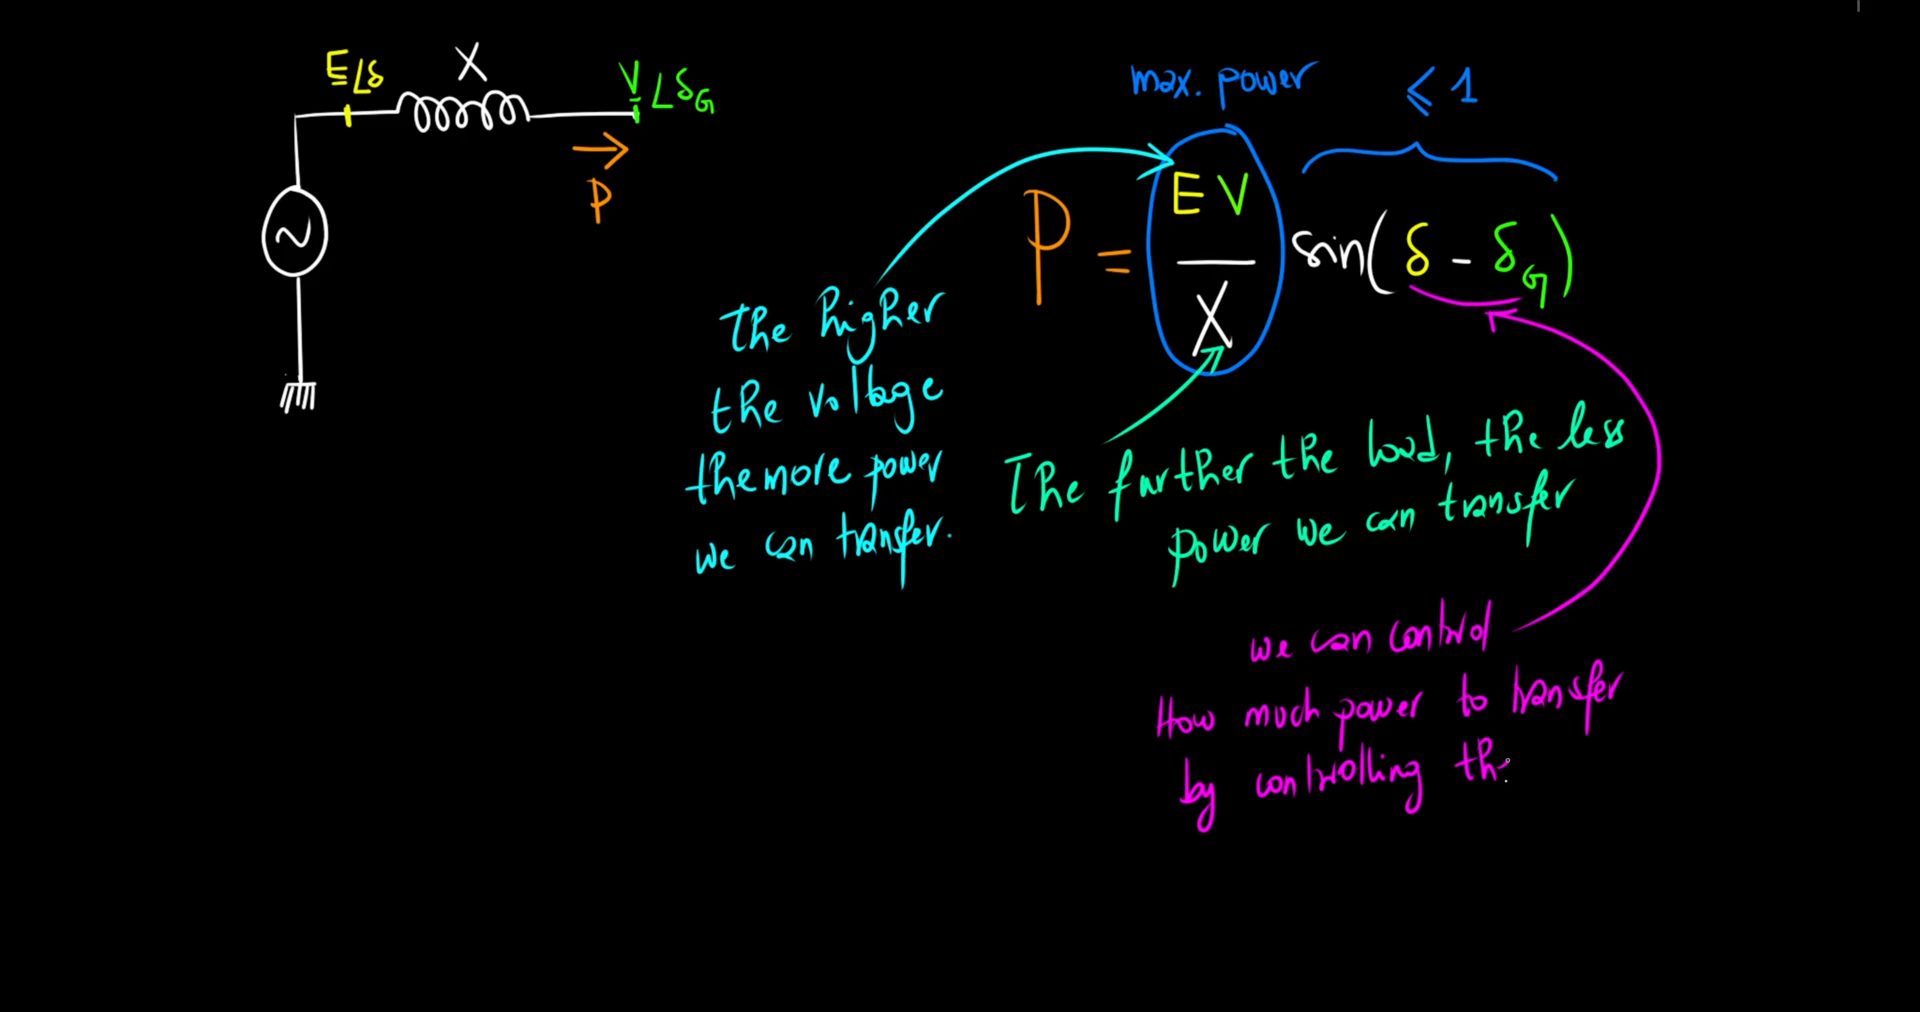 E∠δ
X
V∠δG
P
max. power
≤ 1
P = EV/X sin(δ - δG)
the higher
the voltage
the more power
we can transfer.
The further the load, the less
power we can transfer
we can control
How much power to transfer
by controlling th